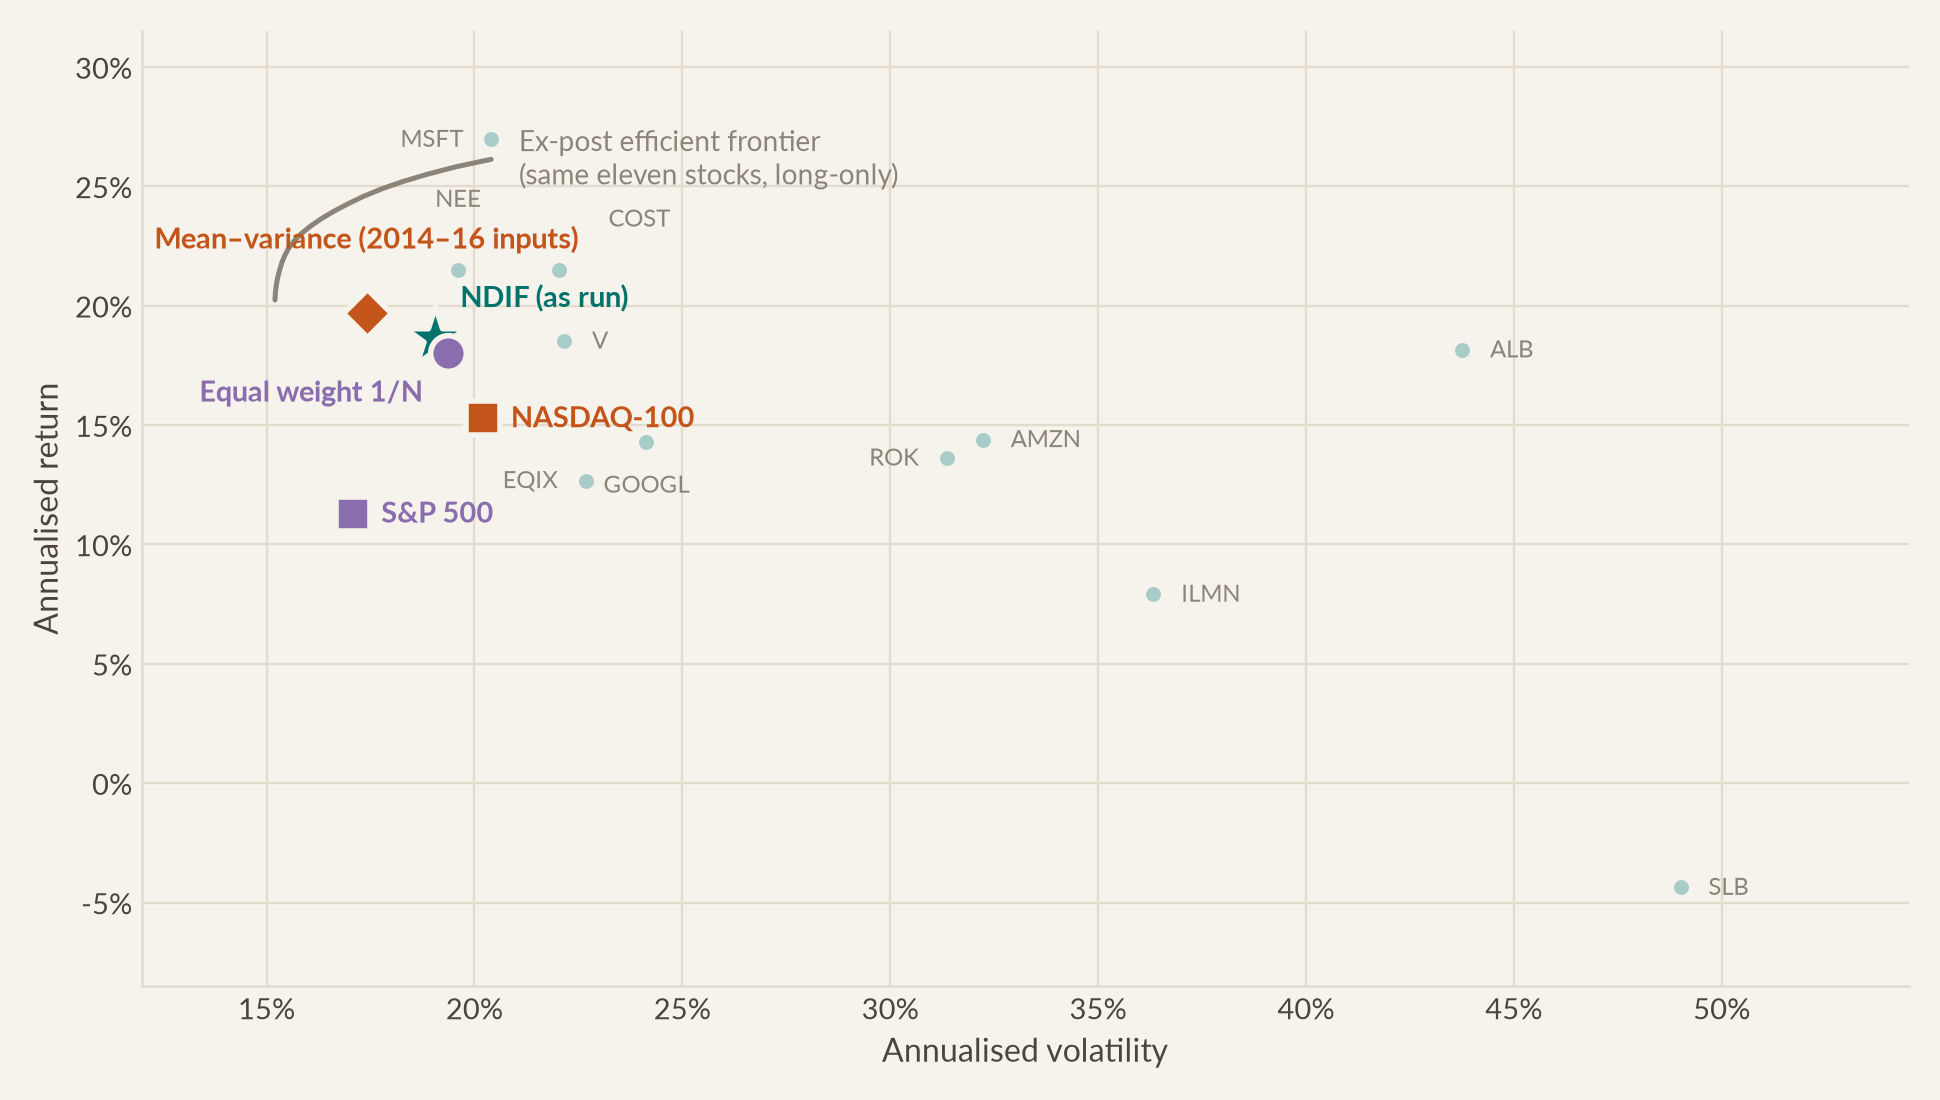 30%
MSFT
Ex-post efficient frontier
(same eleven stocks, long-only)
25%
NEE
COST
Mean–variance (2014–16 inputs)
NDIF (as run)
20%
V
ALB
Equal weight 1/N
NASDAQ-100
15%
AMZN
ROK
EQIX
GOOGL
S&P 500
10%
ILMN
5%
0%
SLB
-5%
Annualised return
15%
20%
25%
30%
35%
40%
45%
50%
Annualised volatility